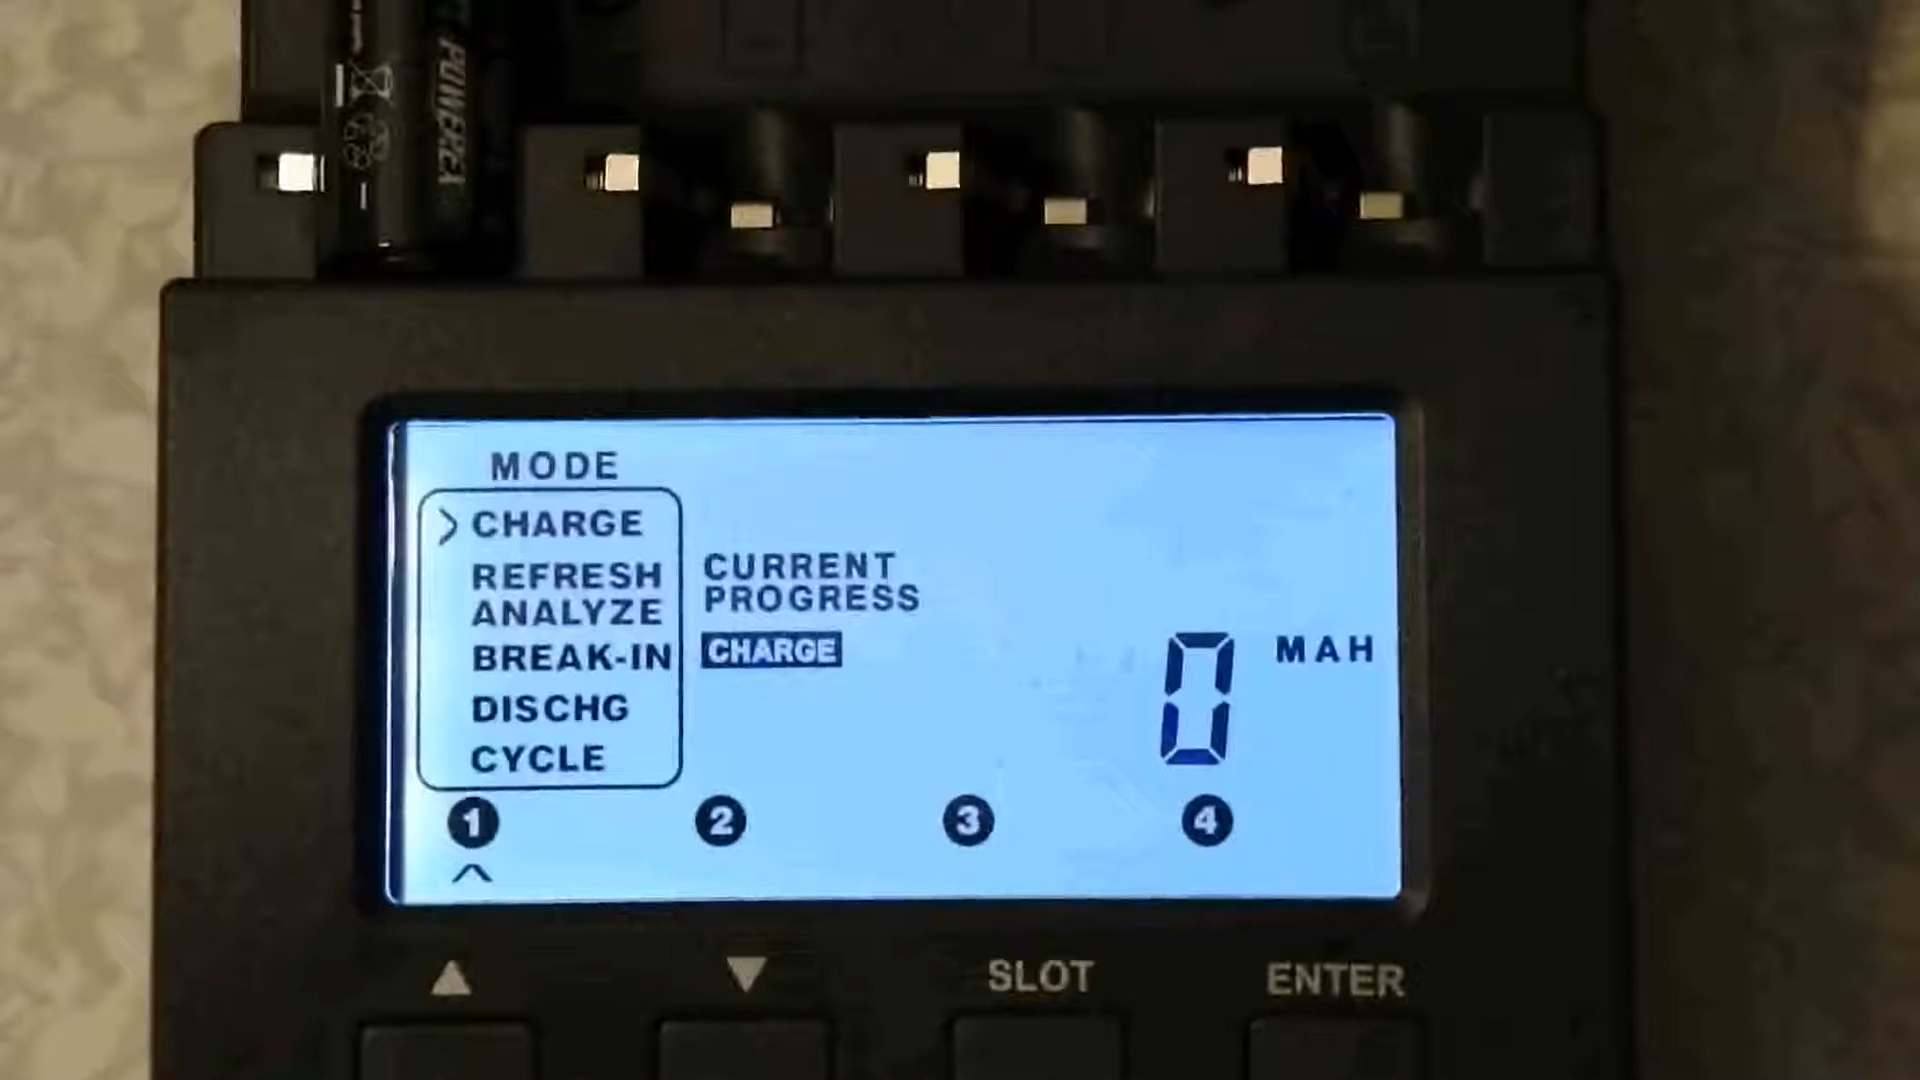 POWEREX
MODE
> CHARGE
REFRESH
ANALYZE
BREAK-IN
DISCHG
CYCLE
CURRENT
PROGRESS
CHARGE
0 MAH
1 2 3 4
SLOT ENTER